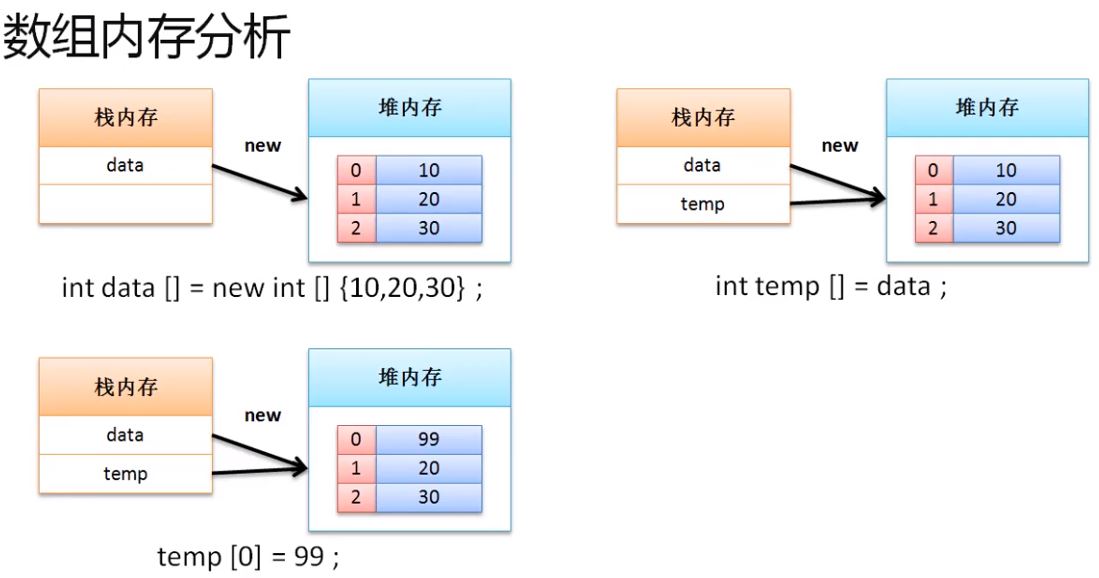 数组内存分析
栈内存
data
new
堆内存
0 10
1 20
2 30
int data [] = new int [] {10,20,30} ;
栈内存
data
temp
new
堆内存
0 10
1 20
2 30
int temp [] = data ;
栈内存
data
temp
new
堆内存
0 99
1 20
2 30
temp [0] = 99 ;